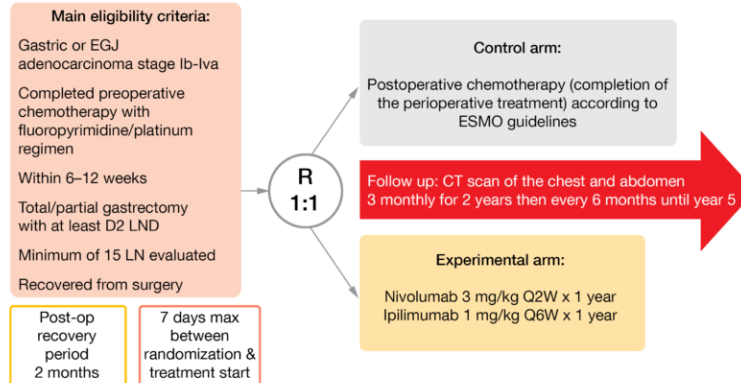 Main eligibility criteria:
Gastric or EGJ
adenocarcinoma stage Ib-Iva
Completed preoperative
chemotherapy with
fluoropyrimidine/platinum
regimen
Within 6–12 weeks
Total/partial gastrectomy
with at least D2 LND
Minimum of 15 LN evaluated
Recovered from surgery
Post-op
recovery
period
2 months
7 days max
between
randomization &
treatment start
R
1:1
Control arm:
Postoperative chemotherapy (completion
of the perioperative treatment) according to
ESMO guidelines
Follow up: CT scan of the chest and abdomen
3 monthly for 2 years then every 6 months until year 5
Experimental arm:
Nivolumab 3 mg/kg Q2W x 1 year
Ipilimumab 1 mg/kg Q6W x 1 year